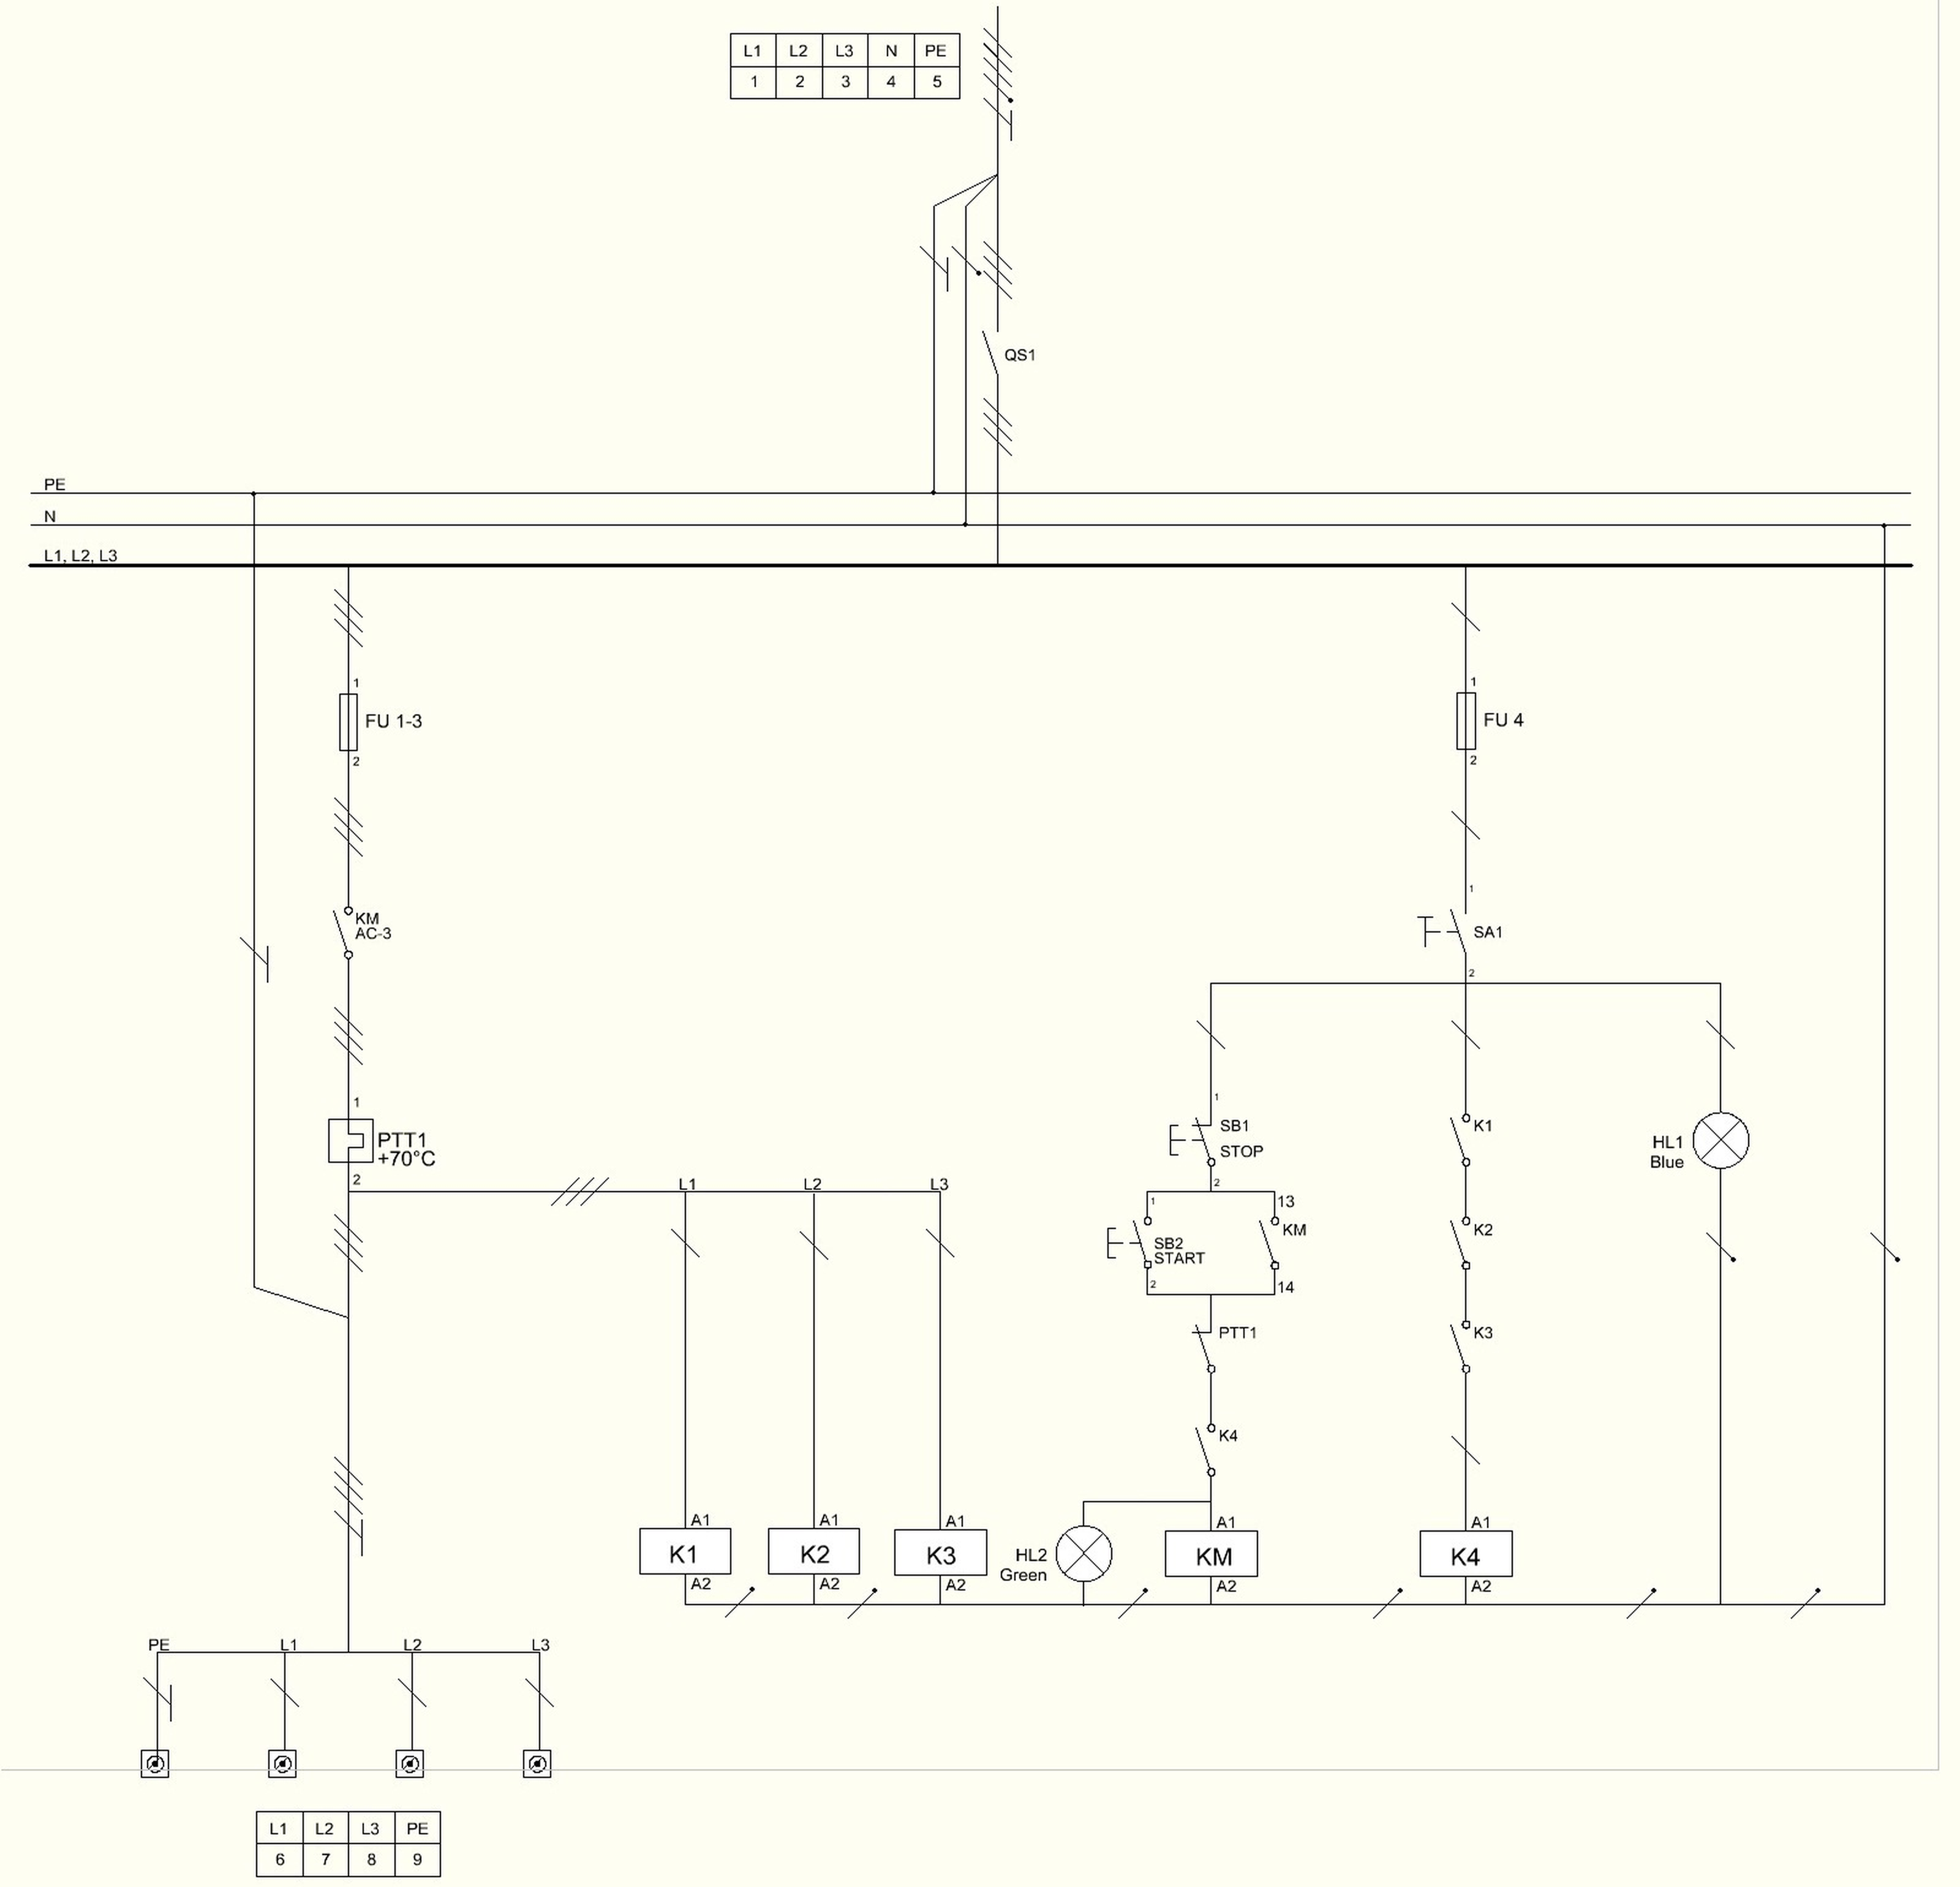 L1 L2 L3 N PE
1 2 3 4 5
QS1
PE
N
L1, L2, L3
1
FU 1-3
2
1
FU 4
2
KM
AC-3
1
SA1
2
1
PTT1
+70°C
2
L1 L2 L3
1
SB1
STOP
2
1
SB2
START
2
13
KM
14
PTT1
K4
K1
K2
K3
HL1
Blue
A1
K1
A2
A1
K2
A2
A1
K3
A2
HL2
Green
A1
KM
A2
A1
K4
A2
PE L1 L2 L3
L1 L2 L3 PE
6 7 8 9